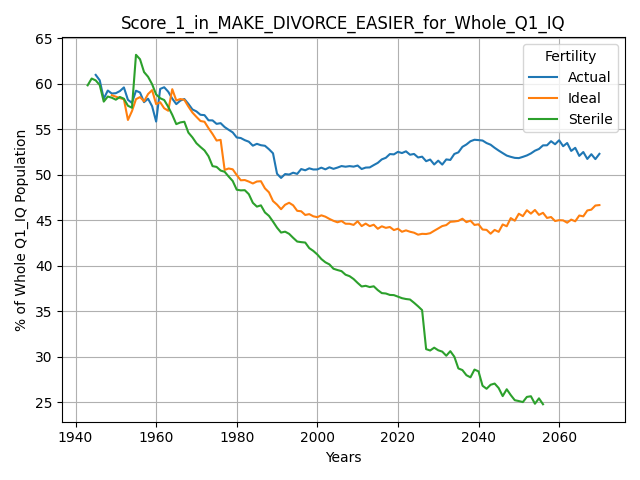 Score_1_in_MAKE_DIVORCE_EASIER_for_Whole_Q1_IQ
% of Whole Q1_IQ Population
65
60
55
50
45
40
35
30
25
Fertility
Actual
Ideal
Sterile
1940
1960
1980
2000
2020
2040
2060
Years